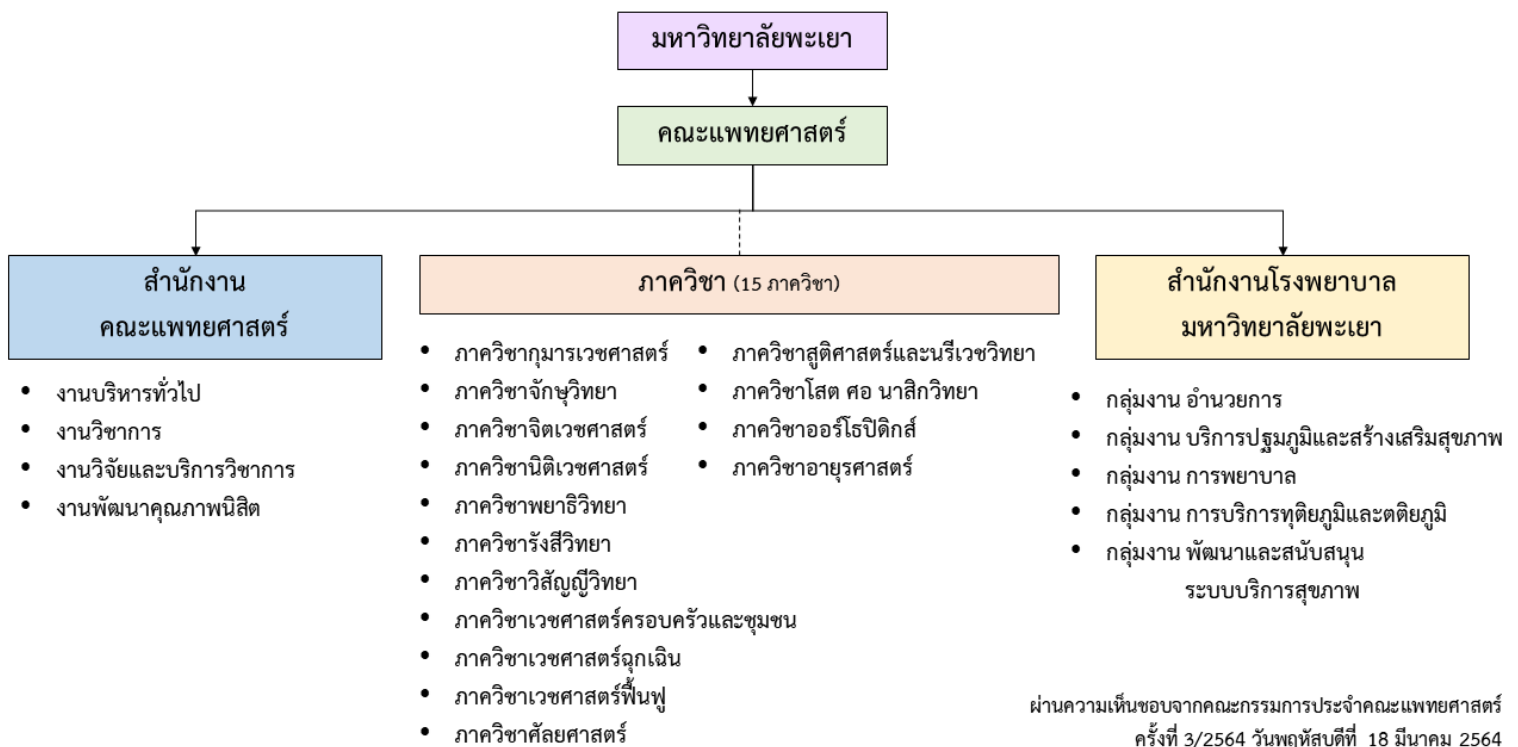 มหาวิทยาลัยพะเยา
คณะแพทยศาสตร์
สำนักงาน
คณะแพทยศาสตร์
• งานบริหารทั่วไป
• งานวิชาการ
• งานวิจัยและบริการวิชาการ
• งานพัฒนาคุณภาพนิสิต
ภาควิชา (15 ภาควิชา)
• ภาควิชากุมารเวชศาสตร์
• ภาควิชาจักษุวิทยา
• ภาควิชาจิตเวชศาสตร์
• ภาควิชานิติเวชศาสตร์
• ภาควิชาพยาธิวิทยา
• ภาควิชารังสีวิทยา
• ภาควิชาวิสัญญีวิทยา
• ภาควิชาเวชศาสตร์ครอบครัวและชุมชน
• ภาควิชาเวชศาสตร์ฉุกเฉิน
• ภาควิชาเวชศาสตร์ฟื้นฟู
• ภาควิชาศัลยศาสตร์
• ภาควิชาสูติศาสตร์และนรีเวชวิทยา
• ภาควิชาโสต ศอ นาสิกวิทยา
• ภาควิชาออร์โธปิดิกส์
• ภาควิชาอายุรศาสตร์
สำนักงานโรงพยาบาล
มหาวิทยาลัยพะเยา
• กลุ่มงาน อำนวยการ
• กลุ่มงาน บริการปฐมภูมิและสร้างเสริมสุขภาพ
• กลุ่มงาน การพยาบาล
• กลุ่มงาน การบริการทุติยภูมิและตติยภูมิ
• กลุ่มงาน พัฒนาและสนับสนุน
ระบบบริการสุขภาพ
ผ่านความเห็นชอบจากคณะกรรมการประจำคณะแพทยศาสตร์
ครั้งที่ 3/2564 วันพฤหัสบดีที่ 18 มีนาคม 2564